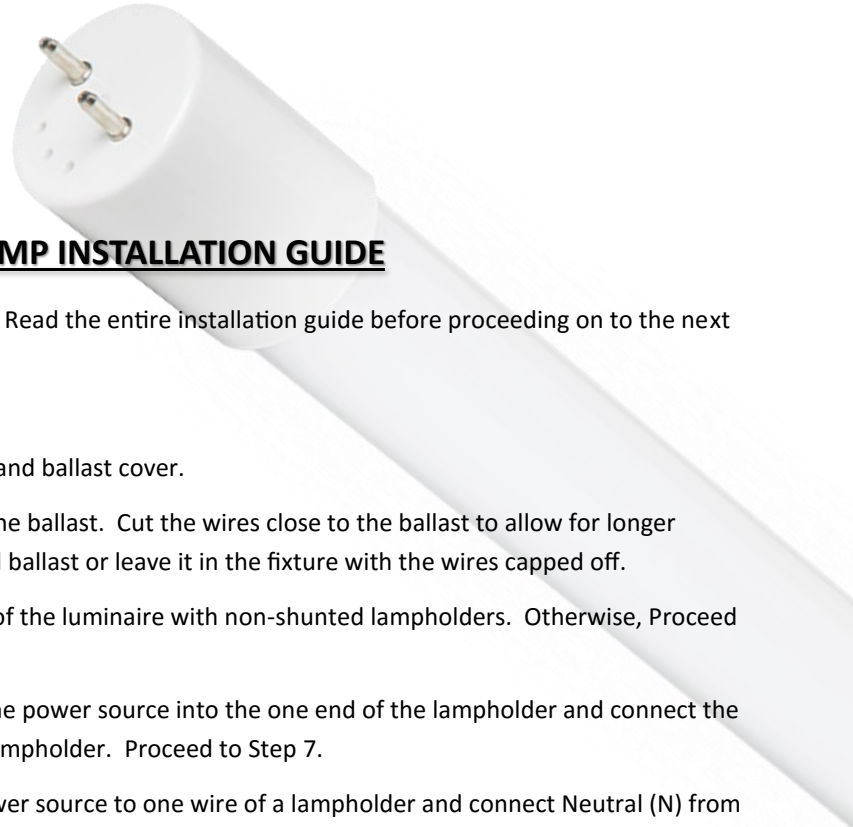 MP INSTALLATION GUIDE
Read the entire installation guide before proceeding on to the next
and ballast cover.
ne ballast. Cut the wires close to the ballast to allow for longer
l ballast or leave it in the fixture with the wires capped off.
of the luminaire with non-shunted lampholders. Otherwise, Proceed
he power source into the one end of the lampholder and connect the
mpholder. Proceed to Step 7.
wer source to one wire of a lampholder and connect Neutral (N) from